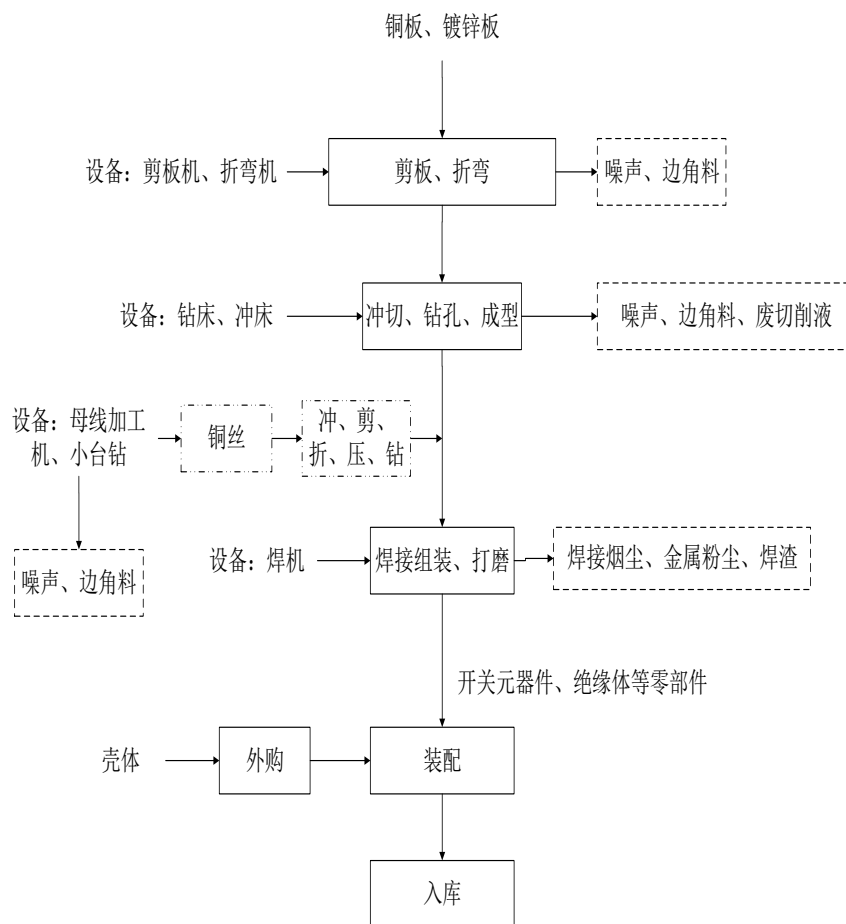 铜板、镀锌板
设备：剪板机、折弯机
剪板、折弯
噪声、边角料
设备：钻床、冲床
冲切、钻孔、成型
噪声、边角料、废切削液
设备：母线加工
机、小台钻
铜丝
冲、剪、
折、压、钻
噪声、边角料
设备：焊机
焊接组装、打磨
焊接烟尘、金属粉尘、焊渣
开关元器件、绝缘体等零部件
壳体
外购
装配
入库